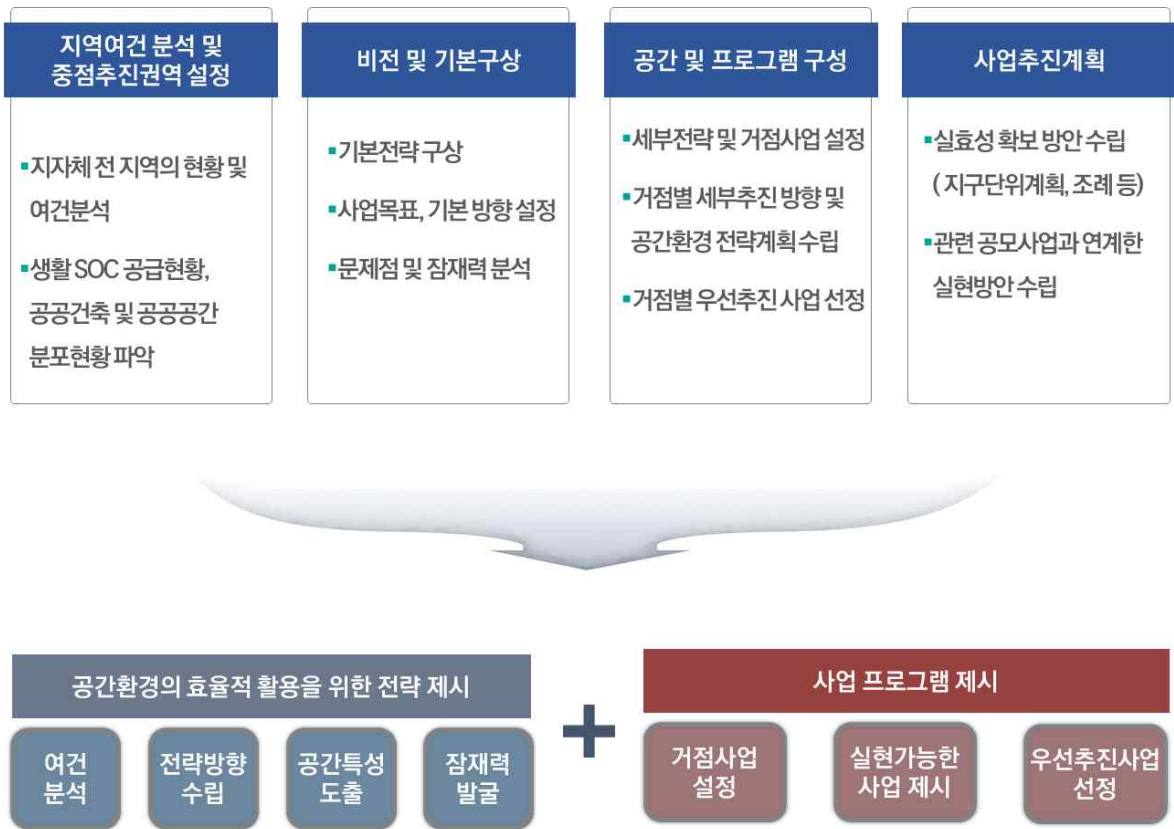 지역여건 분석 및
중점추진권역 설정
▪지자체 전 지역의 현황 및
여건분석
▪생활 SOC 공급현황,
공공건축 및 공공공간
분포현황 파악
비전 및 기본구상
▪기본전략 구상
▪사업목표, 기본 방향 설정
▪문제점 및 잠재력 분석
공간 및 프로그램 구성
▪세부전략 및 거점사업 설정
▪거점별 세부추진 방향 및
공간환경 전략계획 수립
▪거점별 우선추진 사업 선정
사업추진계획
▪실효성 확보 방안 수립
( 지구단위계획, 조례 등)
▪관련 공모사업과 연계한
실현방안 수립
공간환경의 효율적 활용을 위한 전략 제시
여건
분석
전략방향
수립
공간특성
도출
잠재력
발굴
+
사업 프로그램 제시
거점사업
설정
실현가능한
사업 제시
우선추진사업
선정